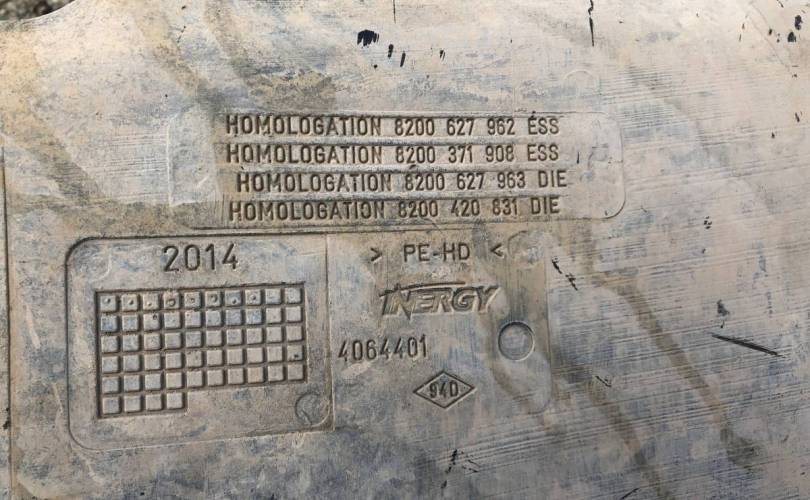 HOMOLOGATION 8200 627 962 ESS
HOMOLOGATION 8200 371 908 ESS
HOMOLOGATION 8200 627 963 DIE
HOMOLOGATION 8200 420 831 DIE
2014
> PE-HD <
INERGY
4064401
94D